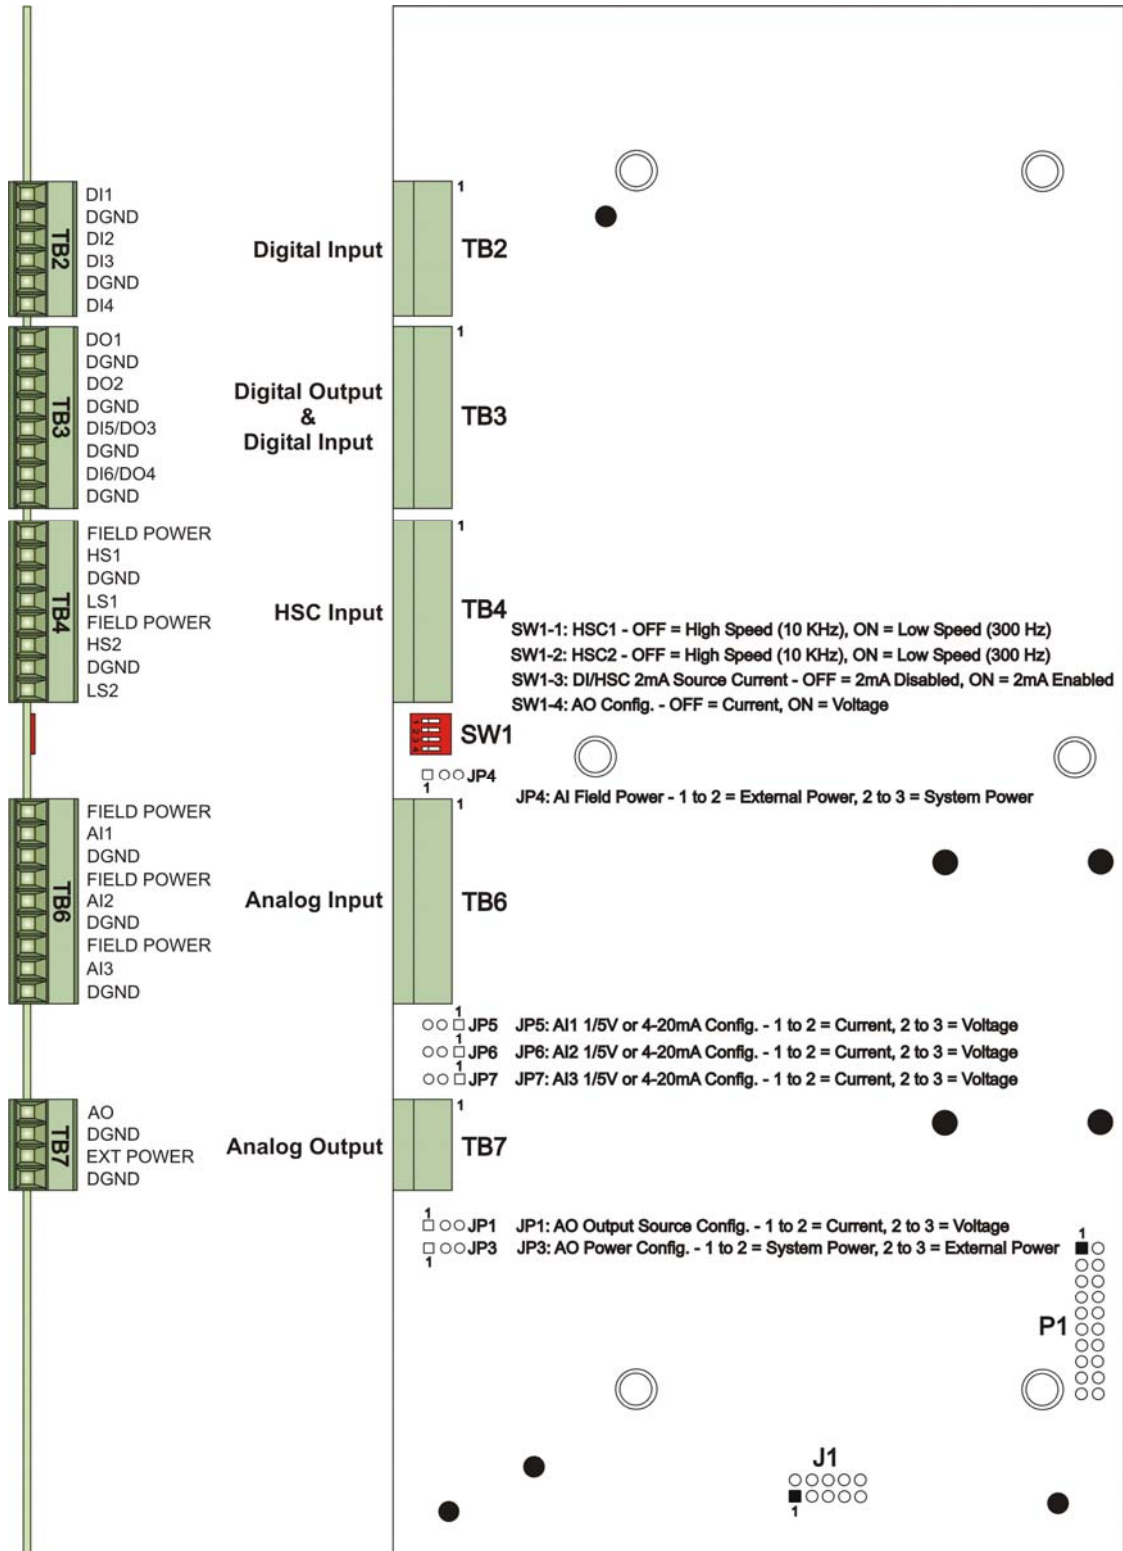 DI1
DGND
DI2
DI3
DGND
DI4
TB2
Digital Input
1
TB2
DO1
DGND
DO2
DGND
DI5/DO3
DGND
DI6/DO4
DGND
TB3
Digital Output
&
Digital Input
1
TB3
FIELD POWER
HS1
DGND
LS1
FIELD POWER
HS2
DGND
LS2
TB4
HSC Input
1
TB4
SW1-1: HSC1 - OFF = High Speed (10 KHz), ON = Low Speed (300 Hz)
SW1-2: HSC2 - OFF = High Speed (10 KHz), ON = Low Speed (300 Hz)
SW1-3: DI/HSC 2mA Source Current - OFF = 2mA Disabled, ON = 2mA Enabled
SW1-4: AO Config. - OFF = Current, ON = Voltage
1
2
3
4
SW1
JP4
1
JP4: AI Field Power - 1 to 2 = External Power, 2 to 3 = System Power
FIELD POWER
AI1
DGND
FIELD POWER
AI2
DGND
FIELD POWER
AI3
DGND
TB6
Analog Input
1
TB6
1
JP5 JP5: AI1 1/5V or 4-20mA Config. - 1 to 2 = Current, 2 to 3 = Voltage
1
JP6 JP6: AI2 1/5V or 4-20mA Config. - 1 to 2 = Current, 2 to 3 = Voltage
1
JP7 JP7: AI3 1/5V or 4-20mA Config. - 1 to 2 = Current, 2 to 3 = Voltage
AO
DGND
EXT POWER
DGND
TB7
Analog Output
1
TB7
1
JP1 JP1: AO Output Source Config. - 1 to 2 = Current, 2 to 3 = Voltage
JP3 JP3: AO Power Config. - 1 to 2 = System Power, 2 to 3 = External Power
1
1
P1
J1
1